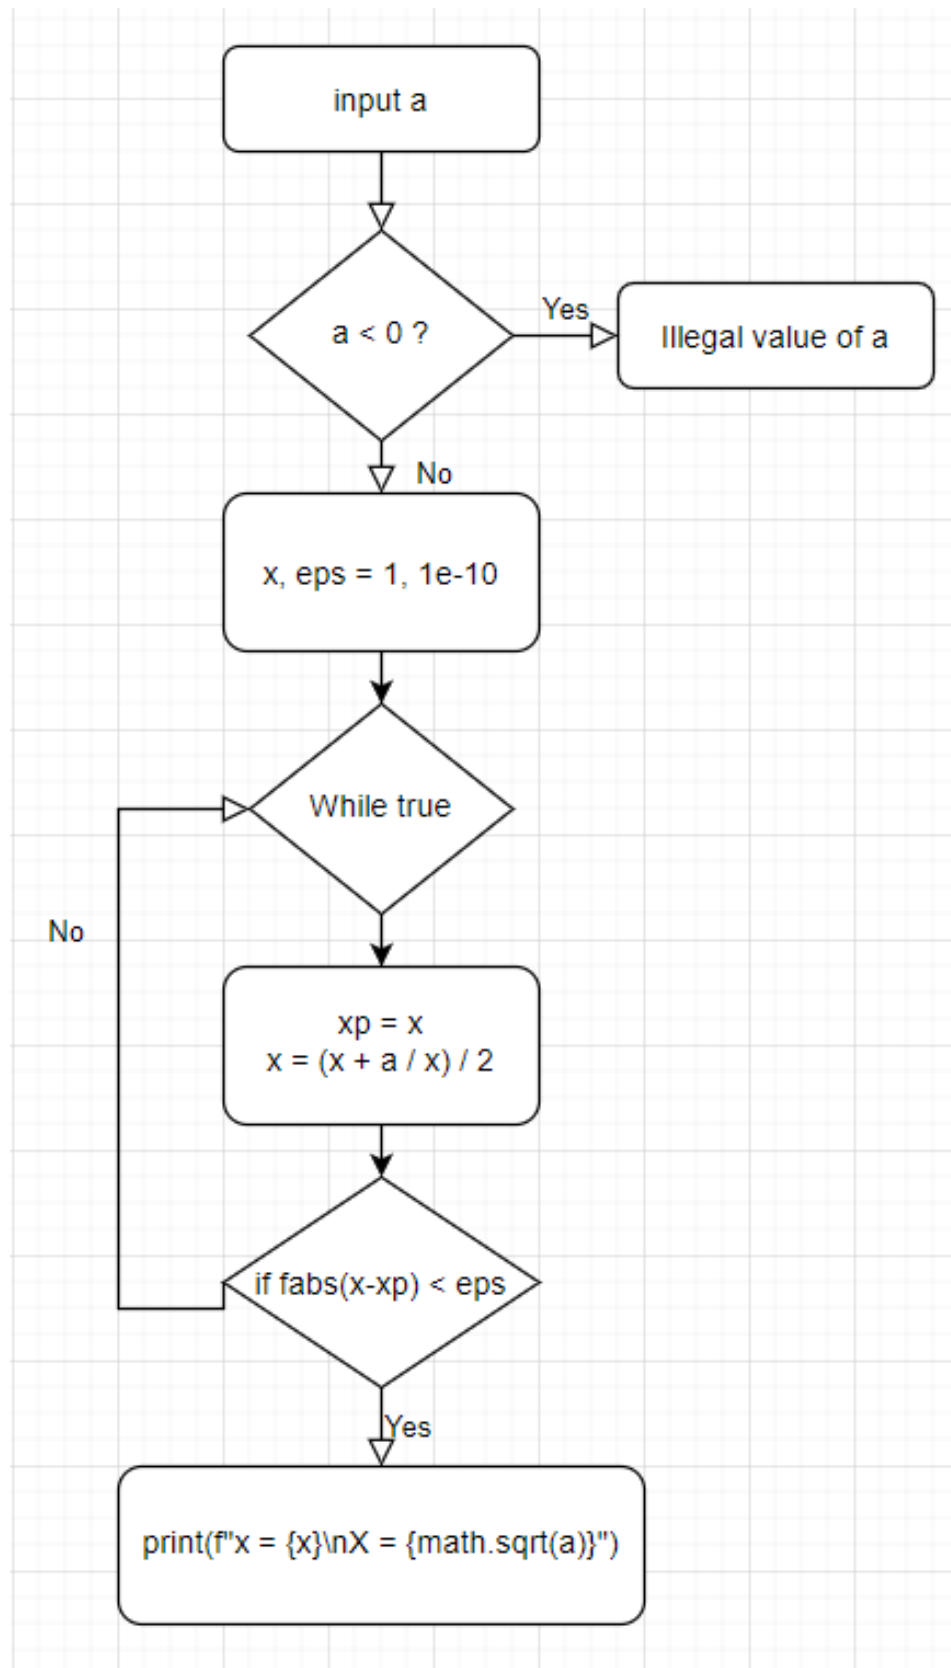 input a
a < 0 ?
Yes
Illegal value of a
No
x, eps = 1, 1e-10
While true
No
xp = x
x = (x + a / x) / 2
if fabs(x-xp) < eps
Yes
print(f"x = {x}\nX = {math.sqrt(a)}")